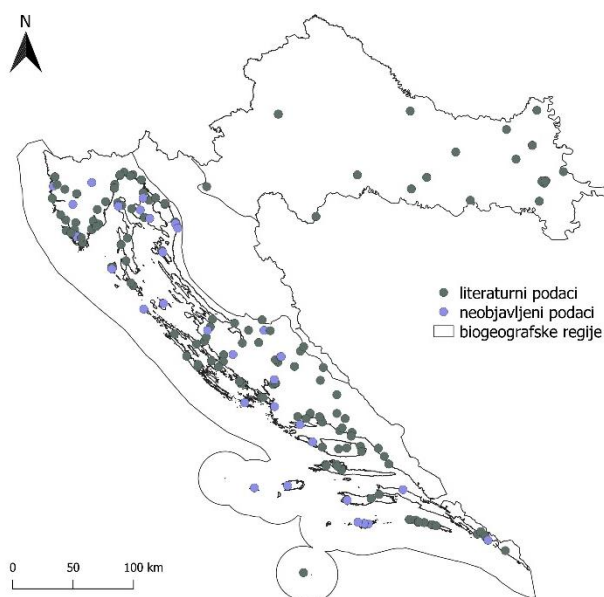 N
literaturni podaci
neobjavljeni podaci
biogeografske regije
0 50 100 km